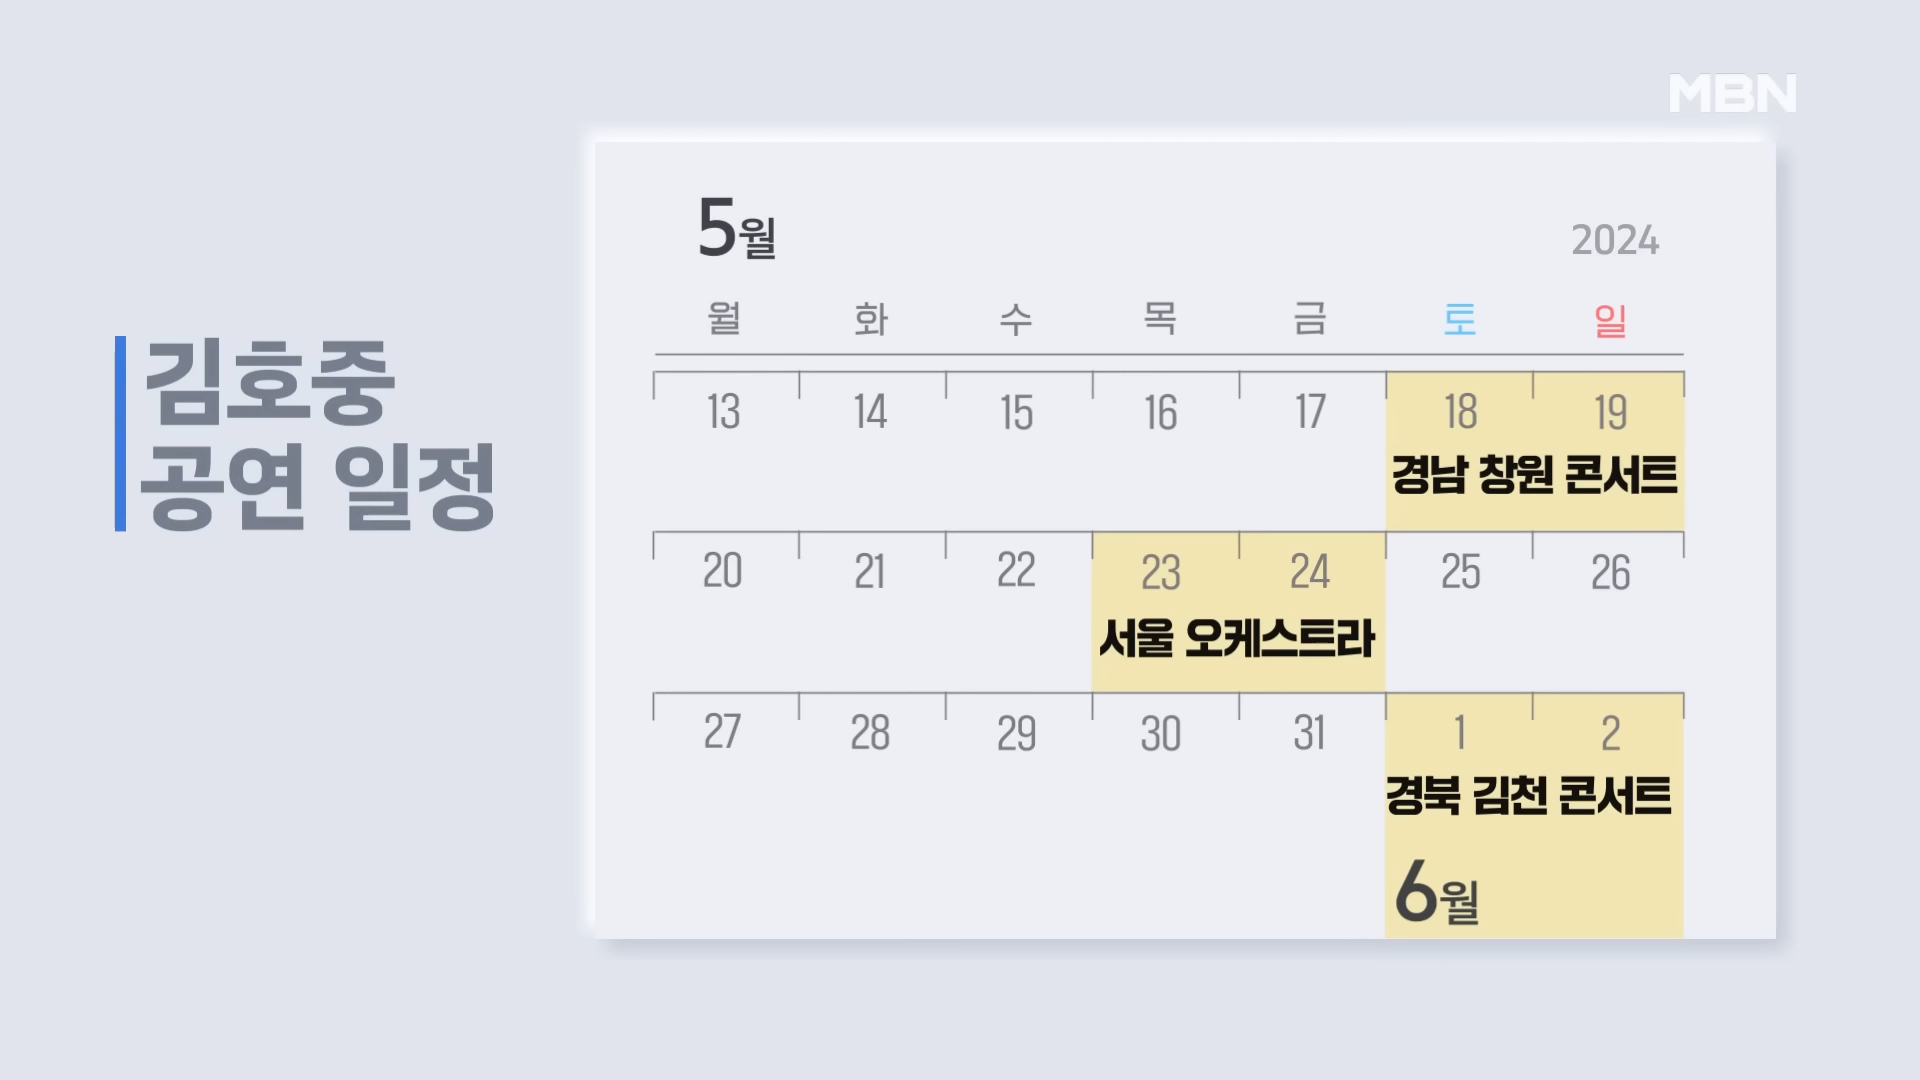 MBN
김호중
공연 일정
5월
2024
월 화 수 목 금 토 일
13 14 15 16 17 18 19
경남 창원 콘서트
20 21 22 23 24 25 26
서울 오케스트라
27 28 29 30 31 1 2
경북 김천 콘서트
6월